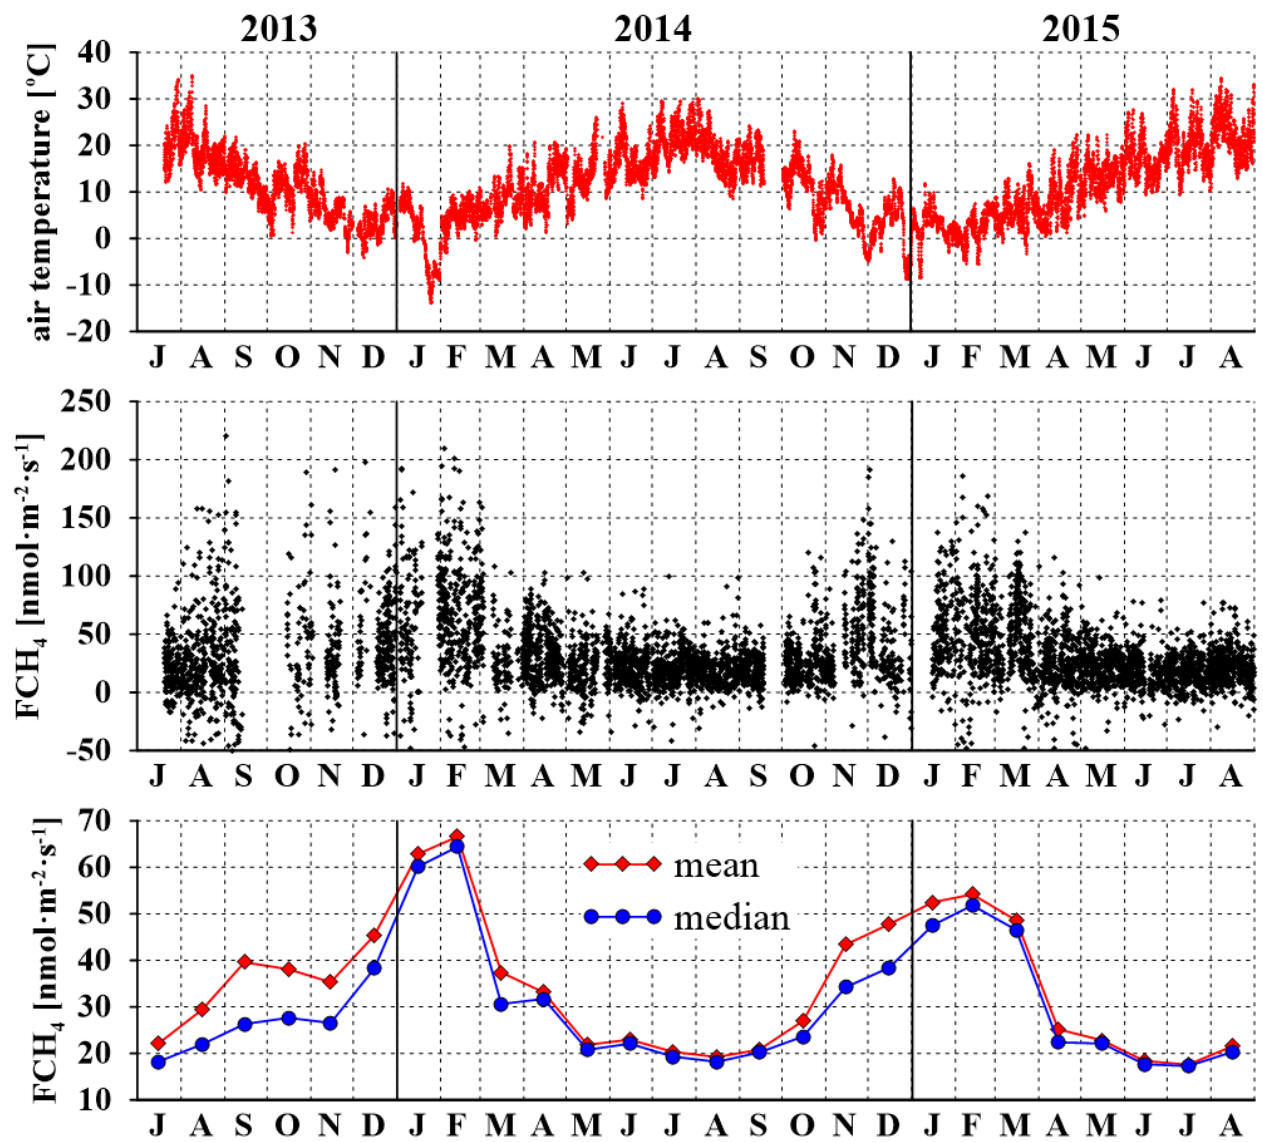 2013 2014 2015
air temperature [°C]
40
30
20
10
0
-10
-20
J A S O N D J F M A M J J A S O N D J F M A M J J A
FCH₄ [nmol·m⁻²·s⁻¹]
250
200
150
100
50
0
-50
J A S O N D J F M A M J J A S O N D J F M A M J J A
FCH₄ [nmol·m⁻²·s⁻¹]
70
60
50
40
30
20
10
mean
median
J A S O N D J F M A M J J A S O N D J F M A M J J A